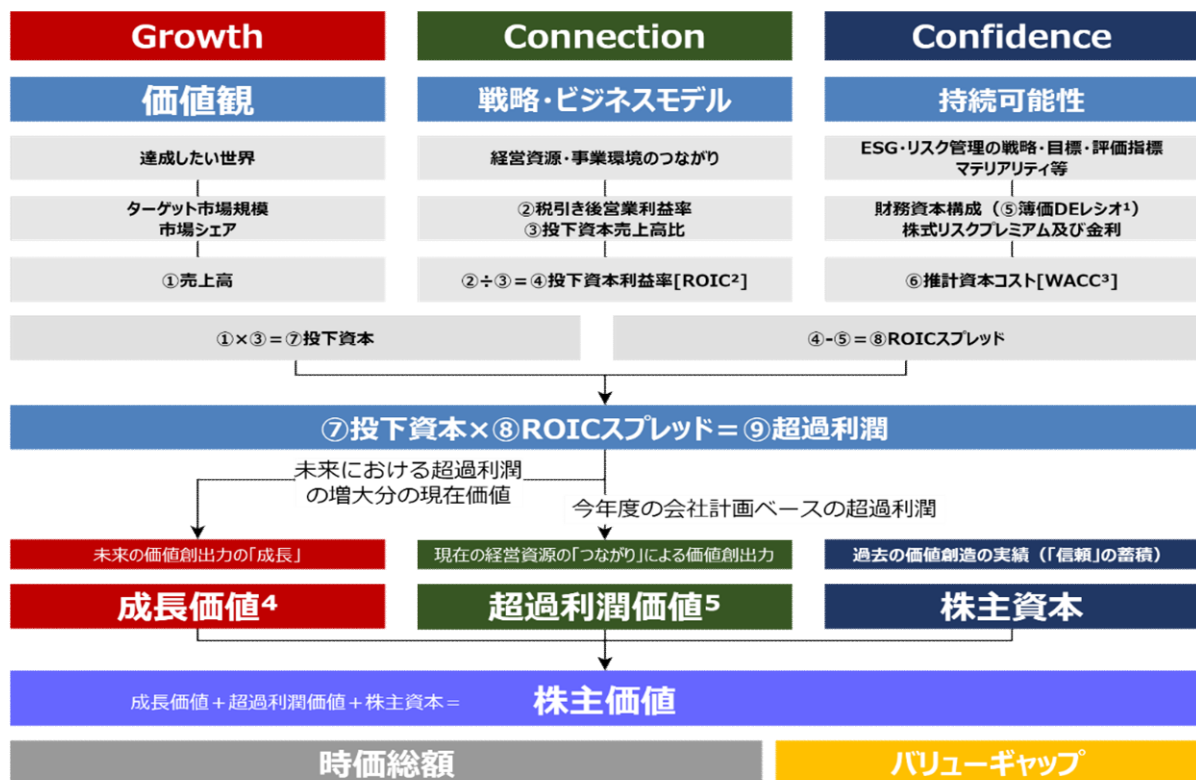 Growth
Connection
Confidence
価値観
戦略・ビジネスモデル
持続可能性
達成したい世界
経営資源・事業環境のつながり
ESG・リスク管理の戦略・目標・評価指標
マテリアリティ等
ターゲット市場規模
市場シェア
②税引き後営業利益率
③投下資本売上高比
財務資本構成（⑤簿価DEレシオ¹）
株式リスクプレミアム及び金利
①売上高
②÷③＝④投下資本利益率[ROIC²]
⑥推計資本コスト[WACC³]
①×③＝⑦投下資本
④-⑤＝⑧ROICスプレッド
⑦投下資本×⑧ROICスプレッド＝⑨超過利潤
未来における超過利潤
の増大分の現在価値
今年度の会社計画ベースの超過利潤
未来の価値創出力の「成長」
現在の経営資源の「つながり」による価値創出力
過去の価値創造の実績（「信頼」の蓄積）
成長価値⁴
超過利潤価値⁵
株主資本
成長価値＋超過利潤価値＋株主資本＝
株主価値
時価総額
バリューギャップ